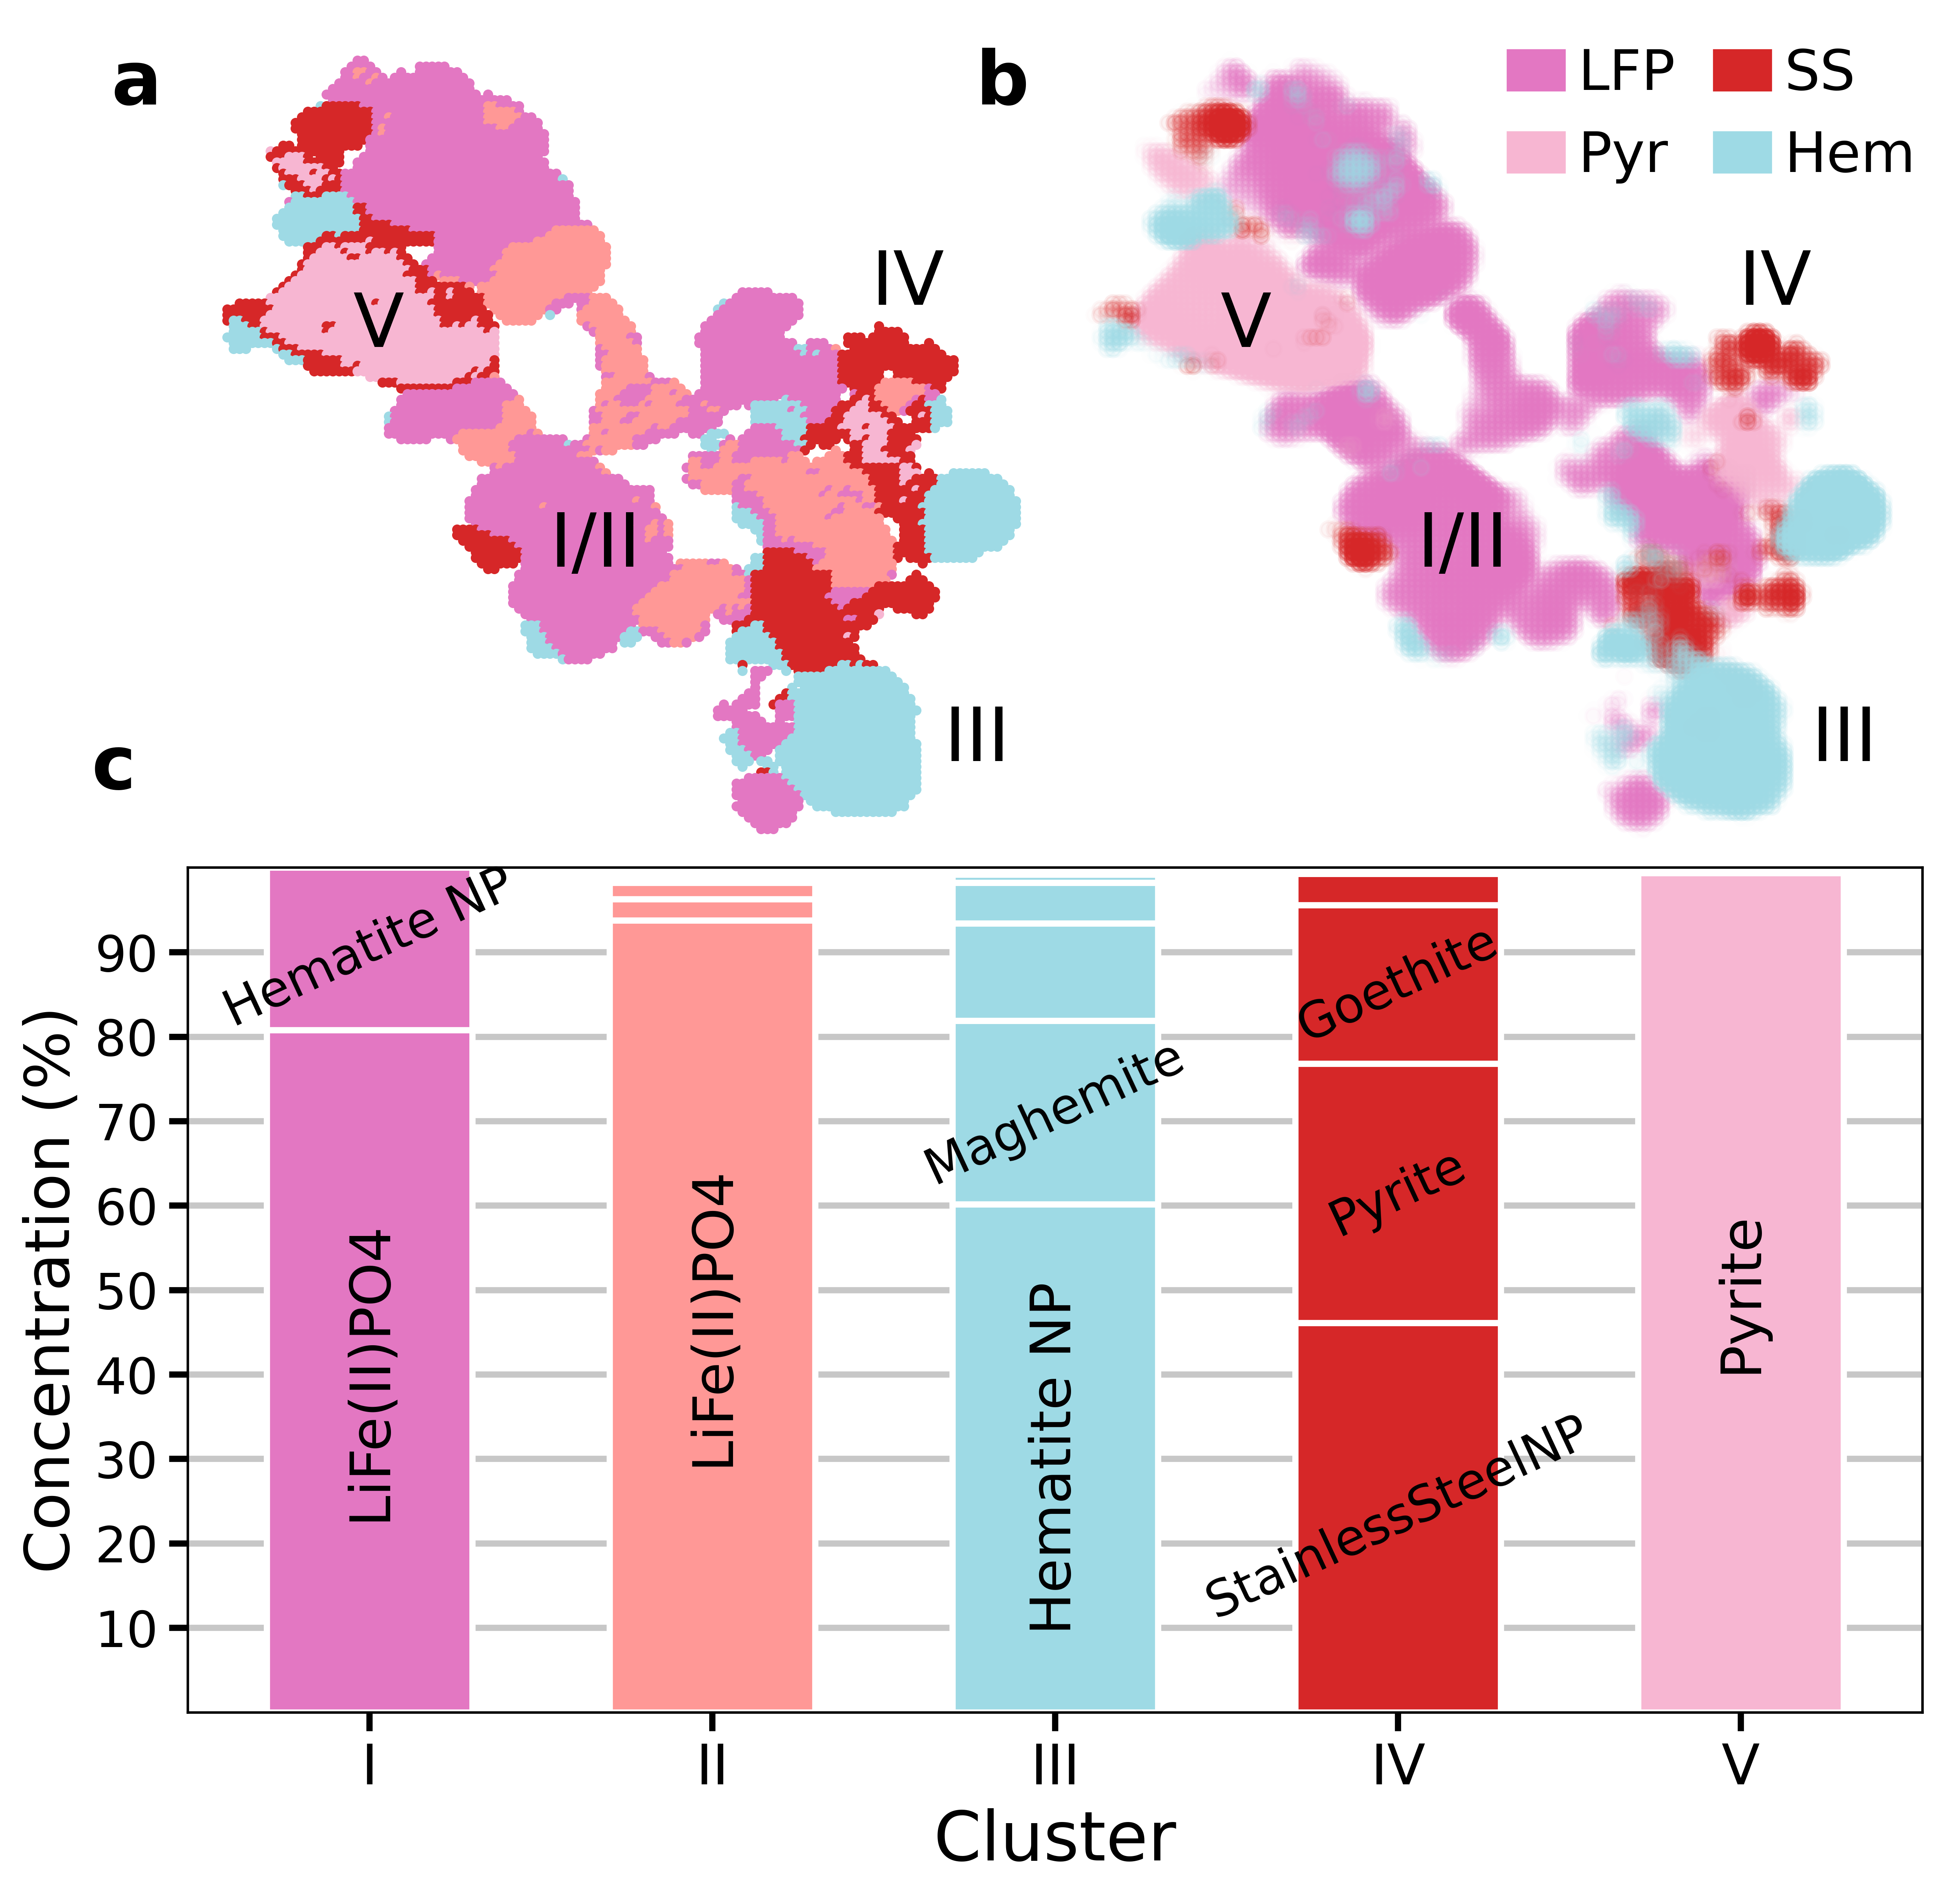 a
b
LFP
SS
Pyr
Hem
IV
IV
V
V
I/II
I/II
III
III
c
Concentration (%)
90
80
70
60
50
40
30
20
10
Hematite NP
LiFe(II)PO4
LiFe(II)PO4
Maghemite
Hematite NP
Goethite
Pyrite
StainlessSteelNP
Pyrite
I
II
III
IV
V
Cluster